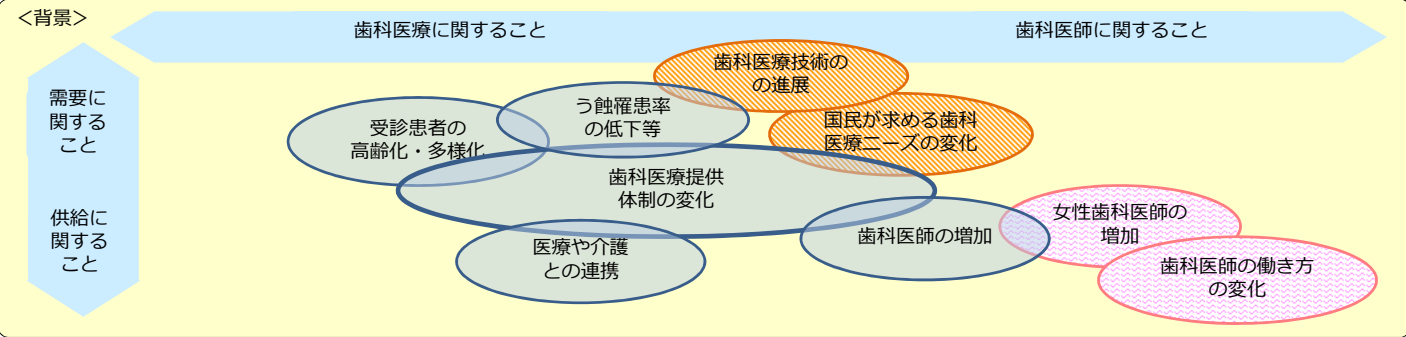 ＜背景＞
歯科医療に関すること
歯科医師に関すること
需要に
関する
こと
供給に
関する
こと
歯科医療技術の
の進展
う蝕罹患率
の低下等
国民が求める歯科
医療ニーズの変化
受診患者の
高齢化・多様化
歯科医療提供
体制の変化
女性歯科医師の
増加
歯科医師の増加
医療や介護
との連携
歯科医師の働き方
の変化